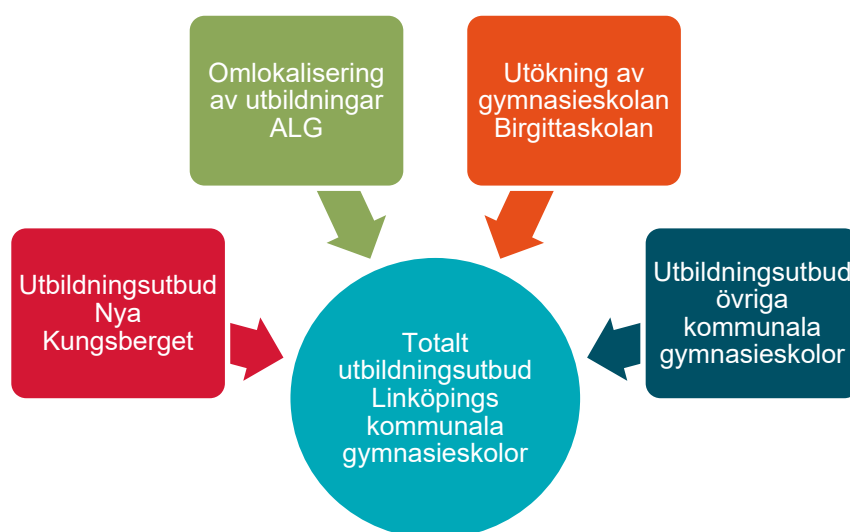 Omlokalisering
av utbildningar
ALG
Utökning av
gymnasieskolan
Birgittaskolan
Utbildningsutbud
Nya
Kungsberget
Utbildningsutbud
övriga
kommunala
gymnasieskolor
Totalt
utbildningsutbud
Linköpings
kommunala
gymnasieskolor